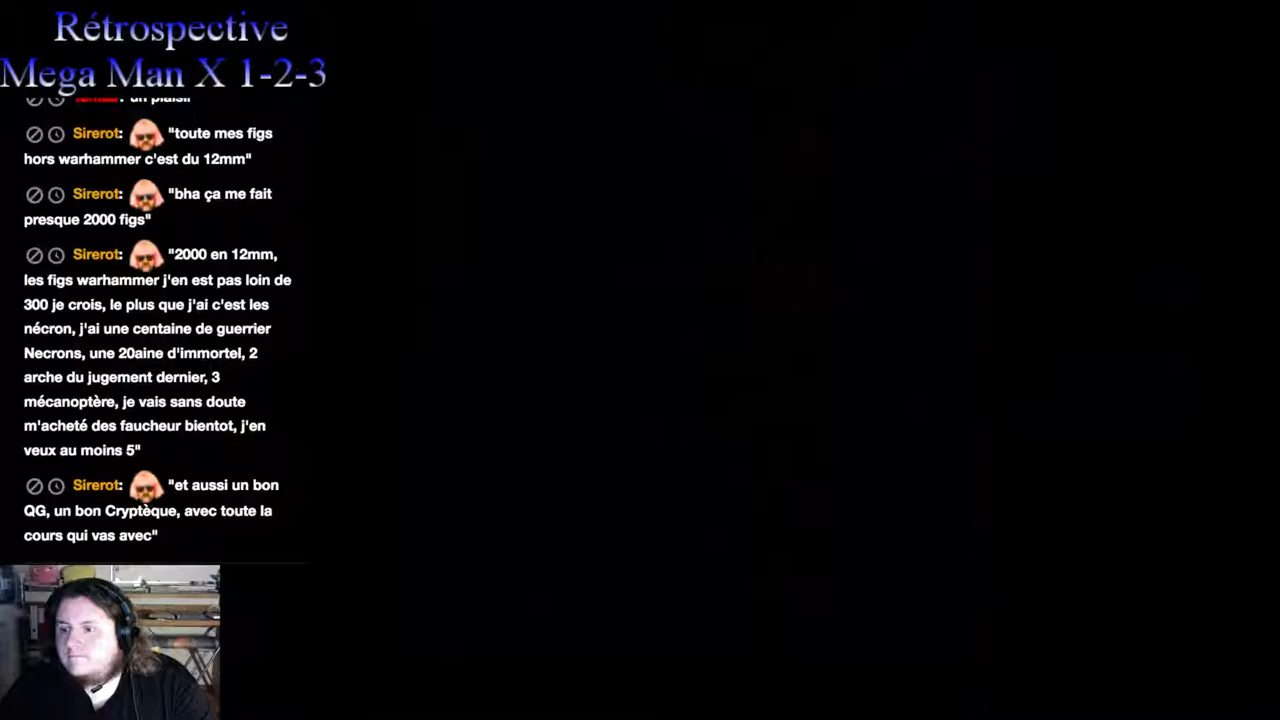 Rétrospective
Mega Man X 1-2-3
: un plaisir
Sirerot: "toute mes figs
hors warhammer c'est du 12mm"
Sirerot: "bha ça me fait
presque 2000 figs"
Sirerot: "2000 en 12mm,
les figs warhammer j'en est pas loin de
300 je crois, le plus que j'ai c'est les
nécron, j'ai une centaine de guerrier
Necrons, une 20aine d'immortel, 2
arche du jugement dernier, 3
mécanoptère, je vais sans doute
m'acheté des faucheur bientot, j'en
veux au moins 5"
Sirerot: "et aussi un bon
QG, un bon Cryptèque, avec toute la
cours qui vas avec"